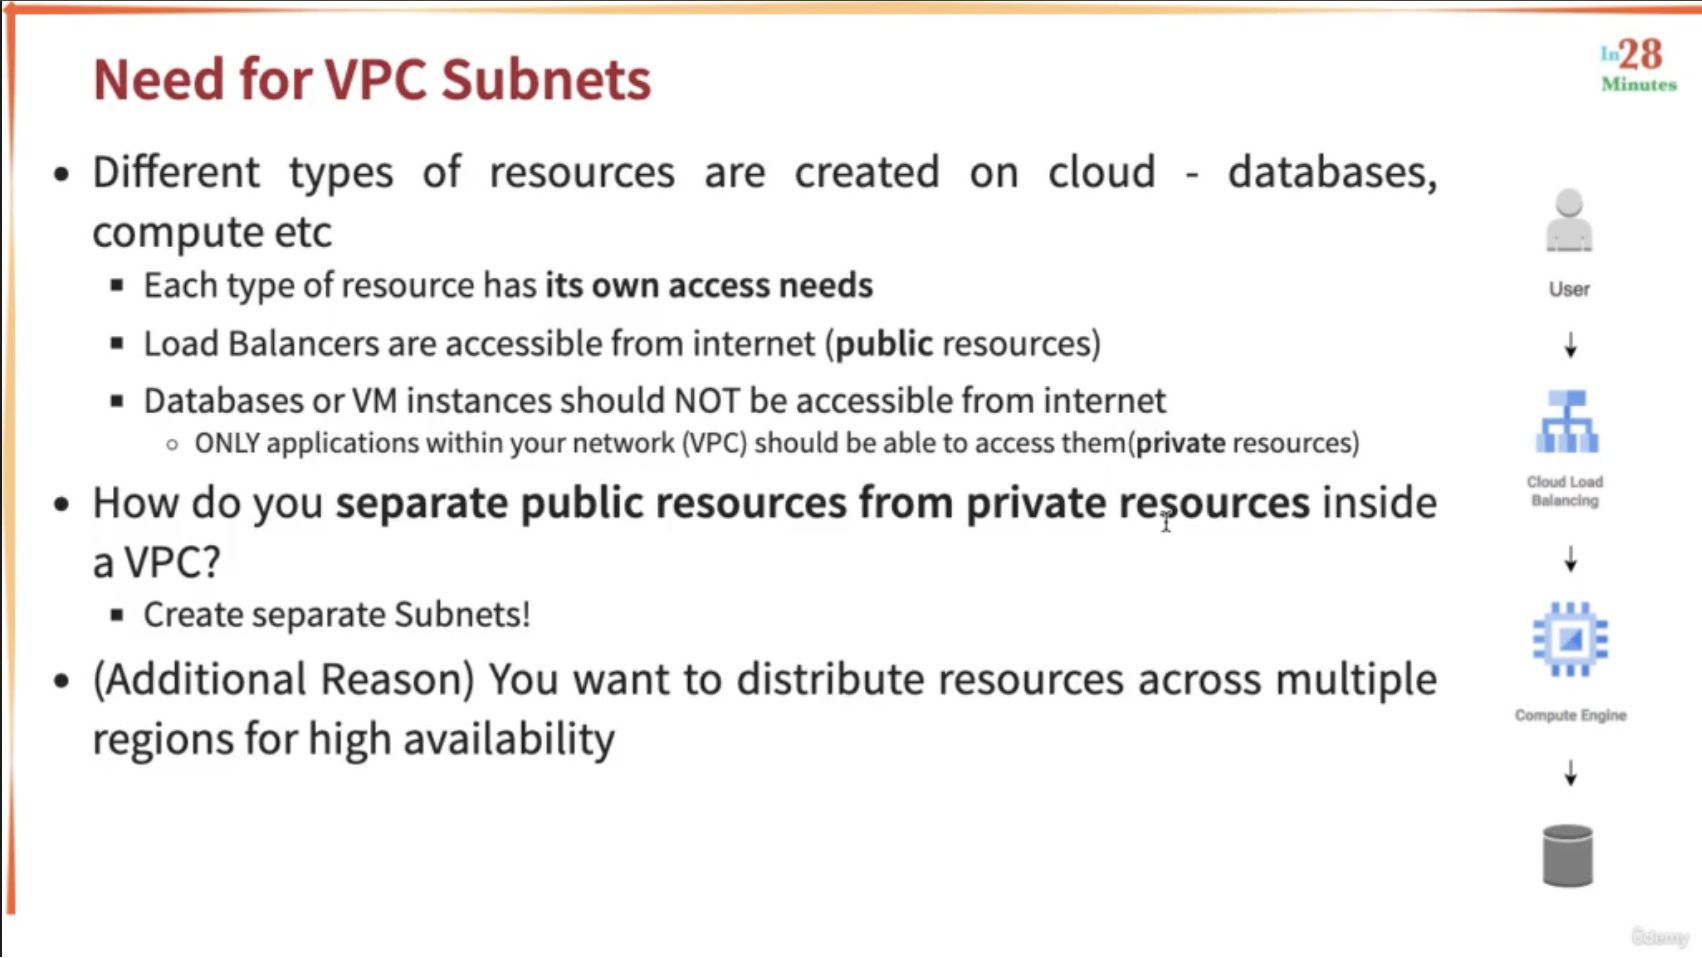 Need for VPC Subnets
In28
Minutes
• Different types of resources are created on cloud - databases,
compute etc
▪ Each type of resource has its own access needs
▪ Load Balancers are accessible from internet (public resources)
▪ Databases or VM instances should NOT be accessible from internet
○ ONLY applications within your network (VPC) should be able to access them(private resources)
• How do you separate public resources from private resources inside
a VPC?
▪ Create separate Subnets!
• (Additional Reason) You want to distribute resources across multiple
regions for high availability
User
Cloud Load
Balancing
Compute Engine
ûdemy